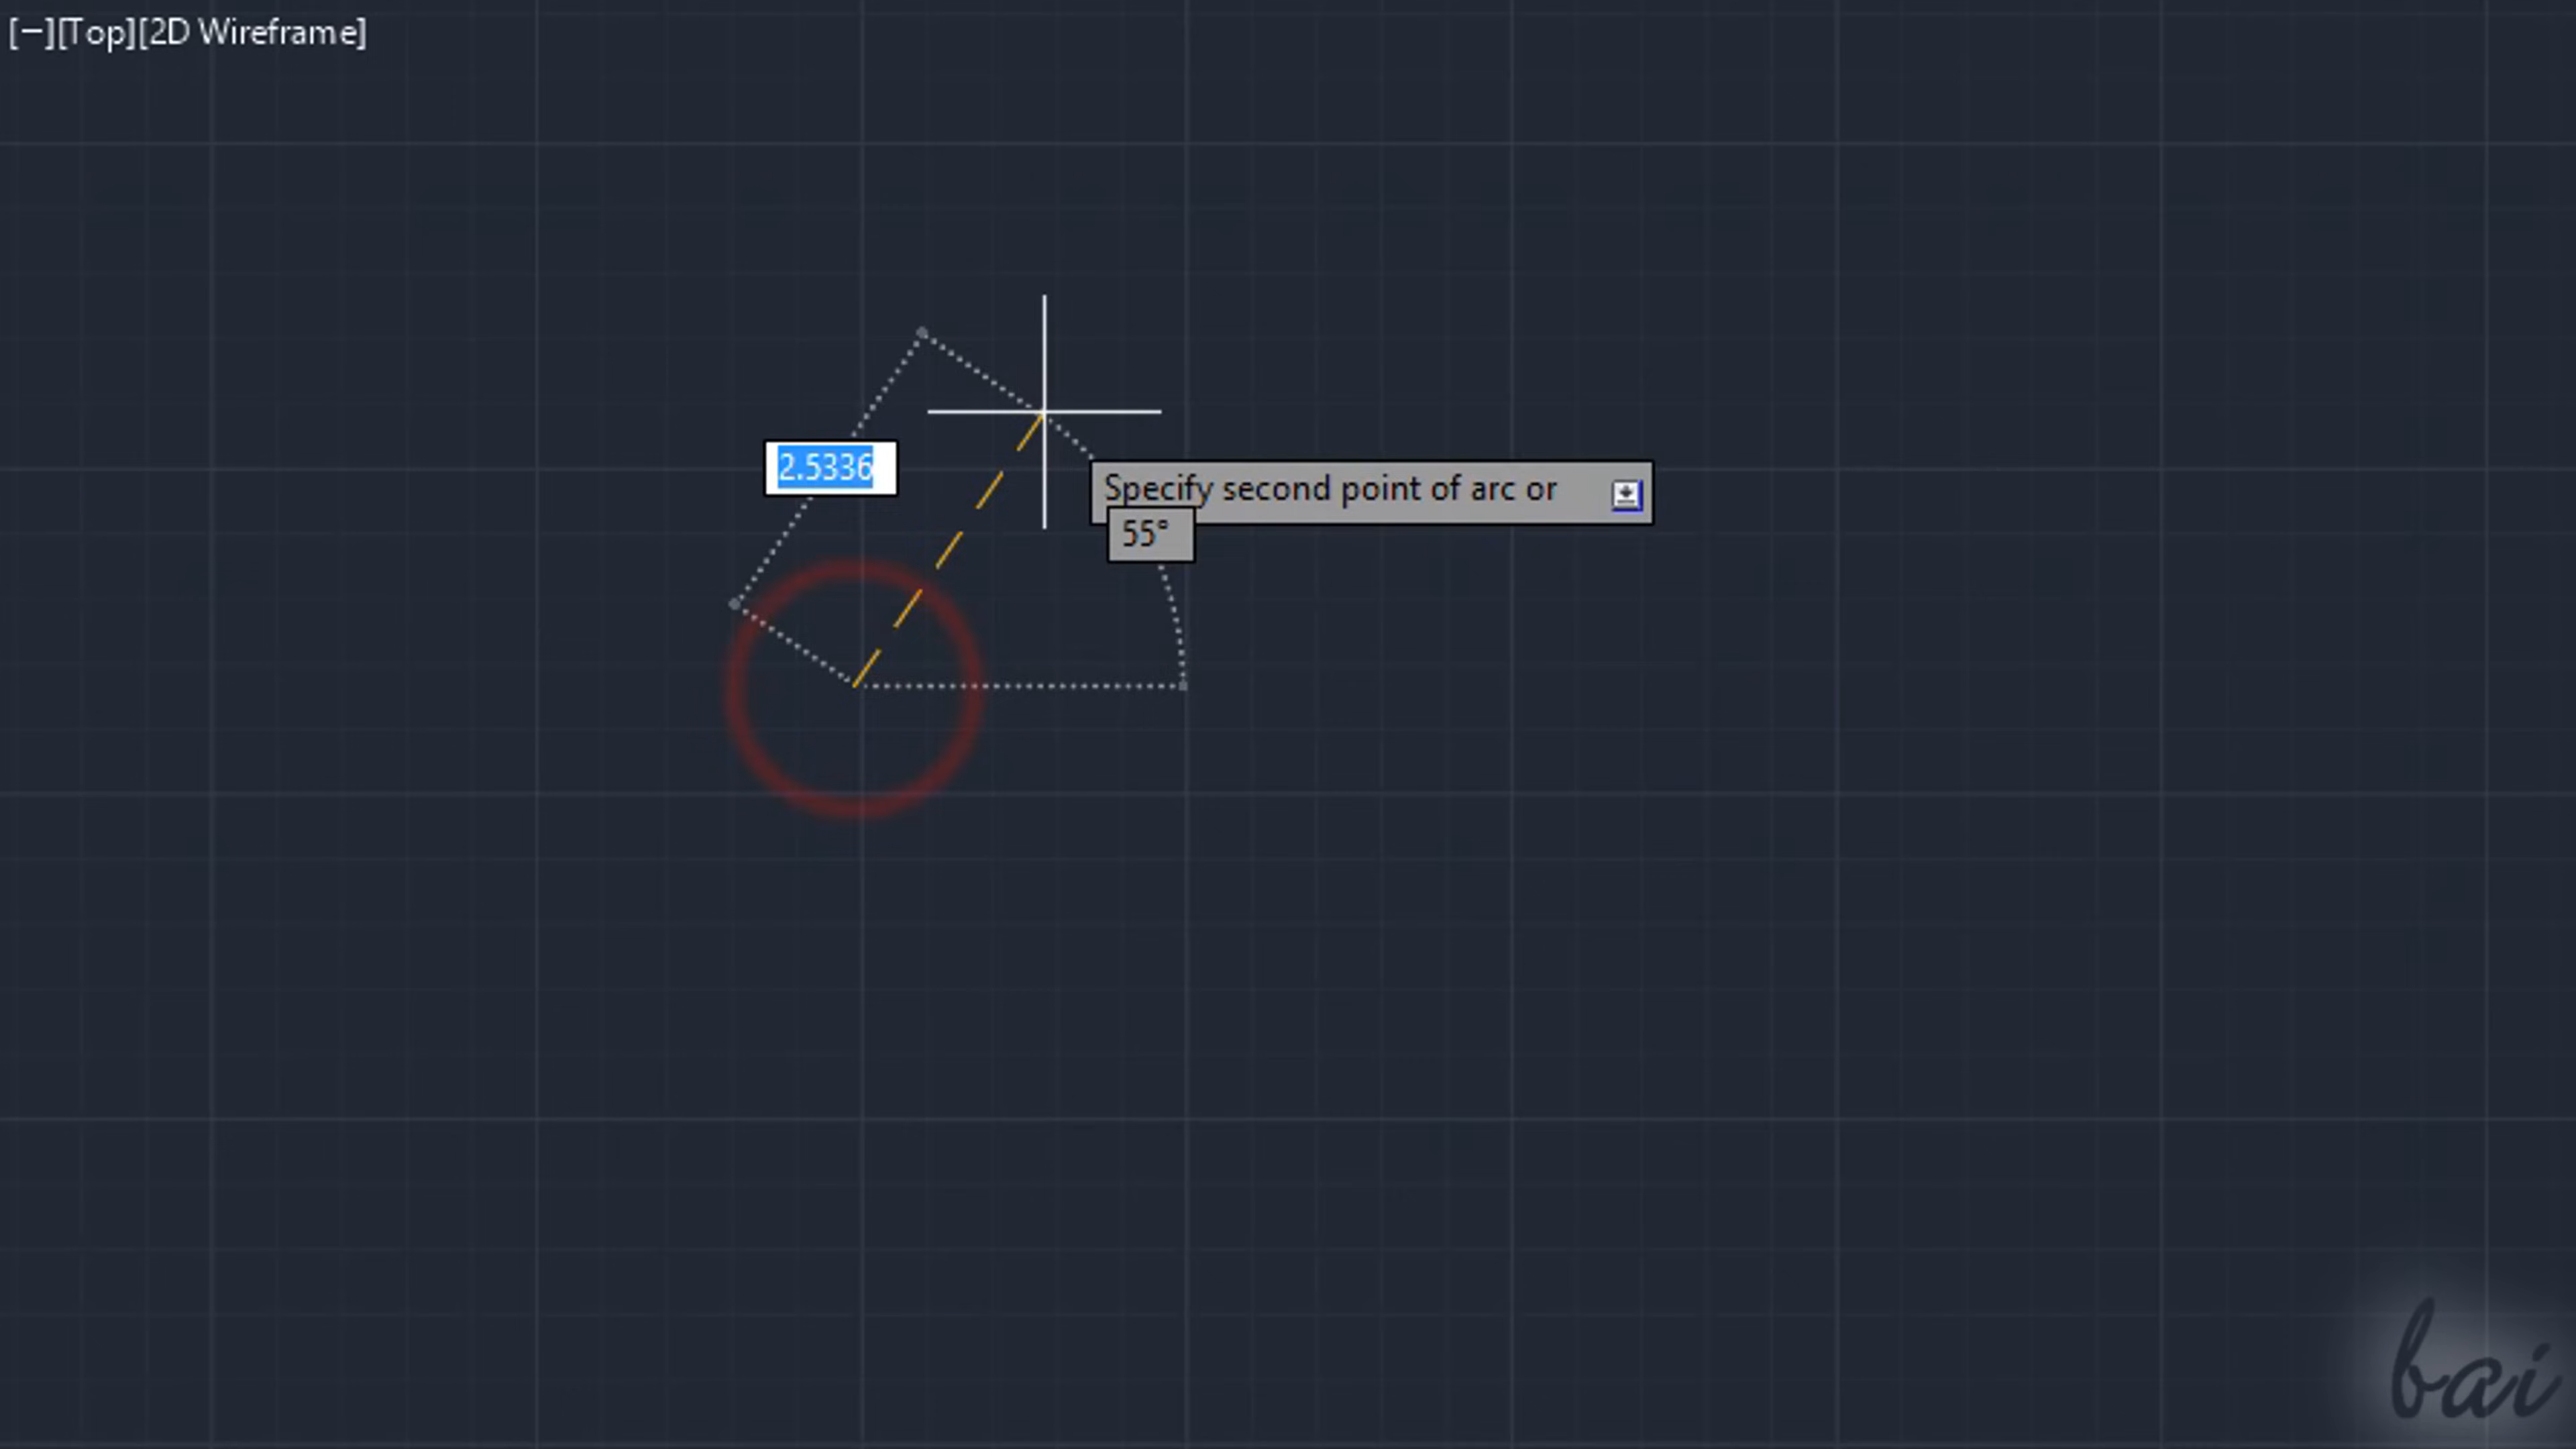 [−][Top][2D Wireframe]
2.5336
Specify second point of arc or
55°
bai